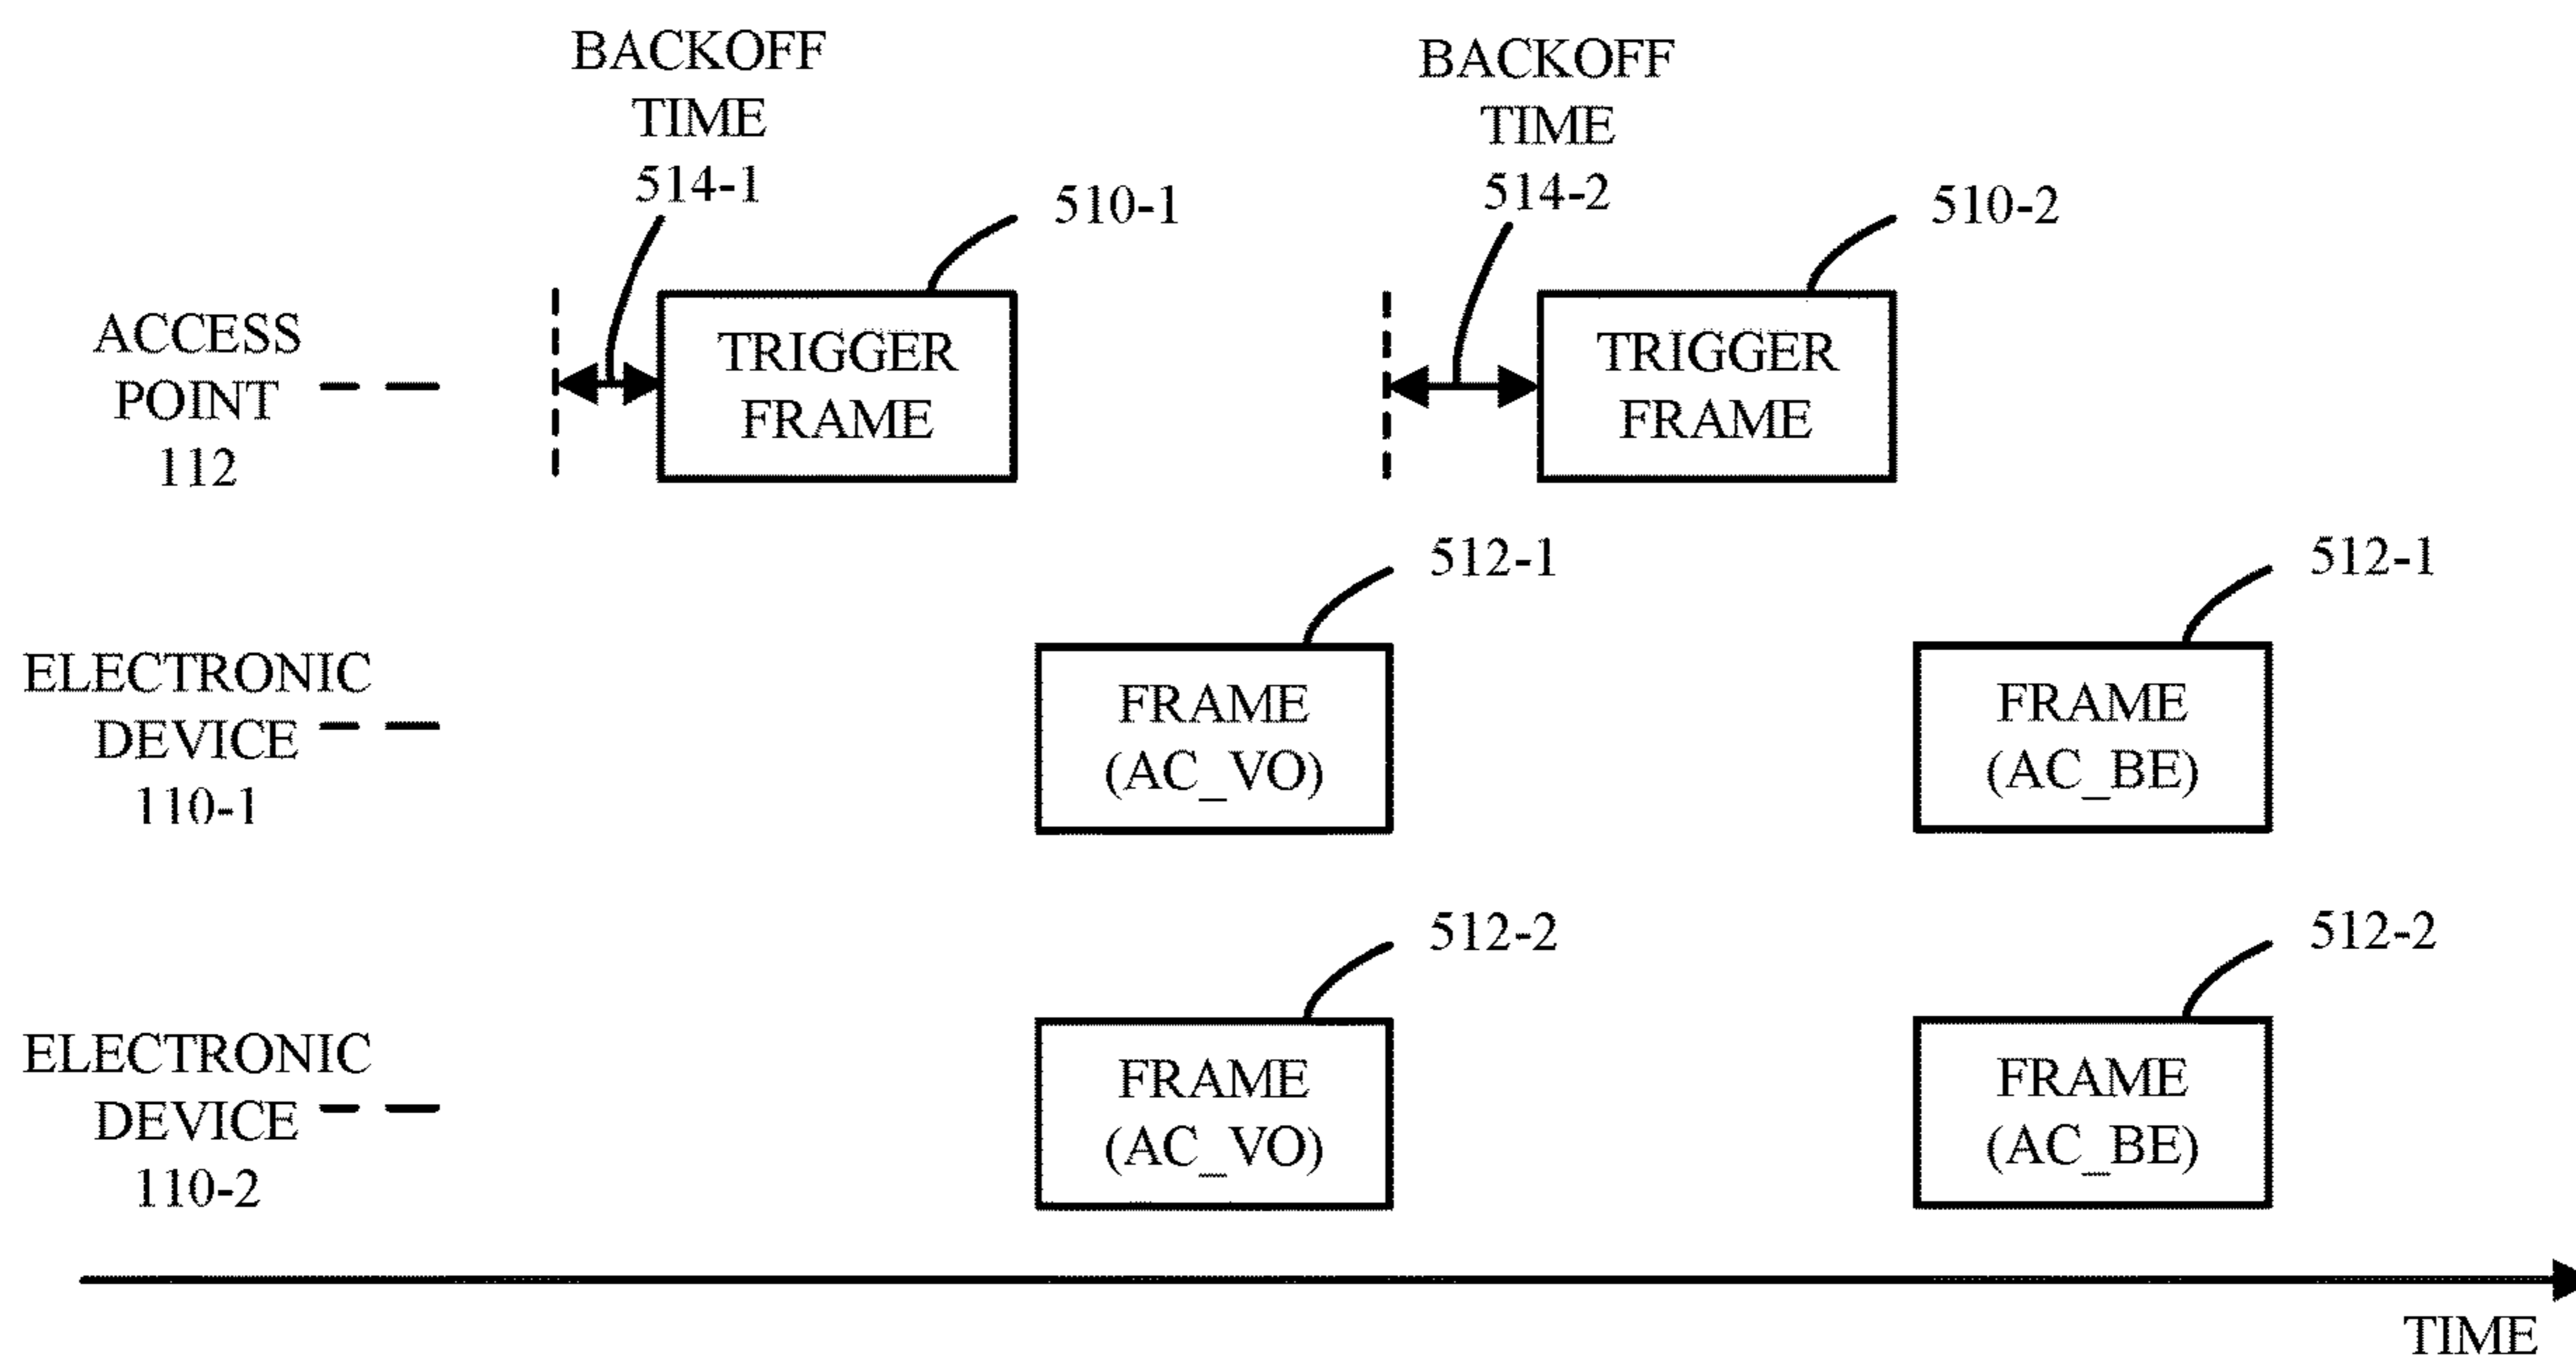 BACKOFF
TIME
514-1
510-1
BACKOFF
TIME
514-2
510-2
ACCESS
POINT
112
TRIGGER
FRAME
TRIGGER
FRAME
512-1
512-1
ELECTRONIC
DEVICE
110-1
FRAME
(AC_VO)
FRAME
(AC_BE)
512-2
512-2
ELECTRONIC
DEVICE
110-2
FRAME
(AC_VO)
FRAME
(AC_BE)
TIME